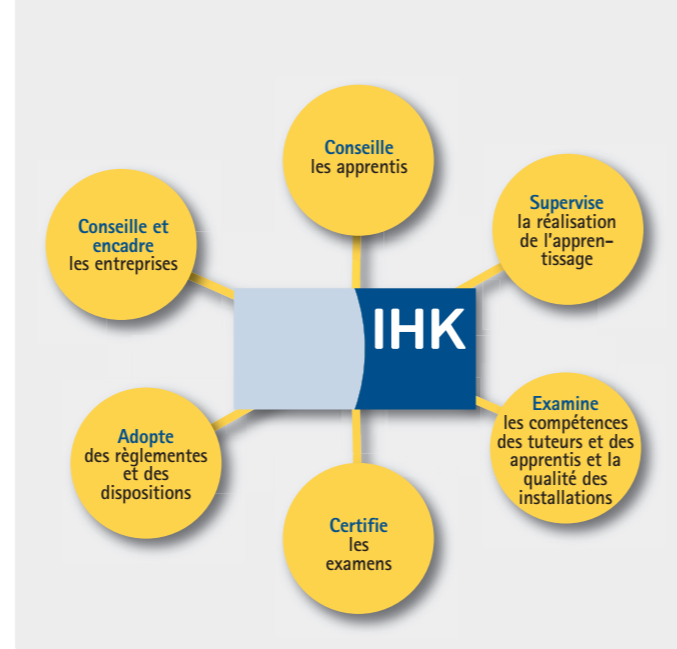 Conseille
les apprentis
Supervise
la réalisation
de l'appren-
tissage
Conseille et
encadre
les entreprises
IHK
Examine
les compétences
des tuteurs et des
apprentis et la
qualité des
installations
Adopte
des règlementes
et des
dispositions
Certifie
les
examens